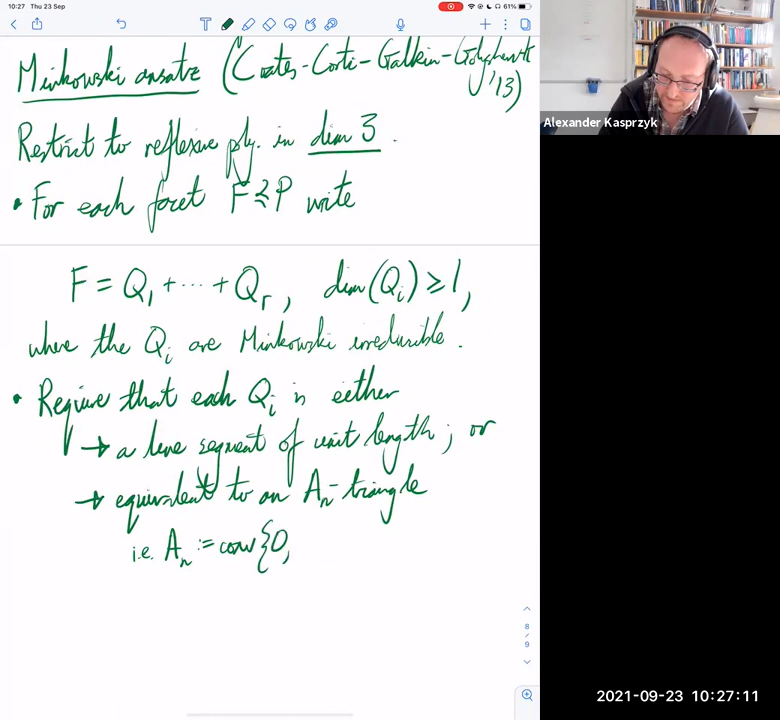 10:27 Thu 23 Sep
61%
Minkowski ansatz (Coates-Corti-Galkin-Golyshev-K '13)
Alexander Kasprzyk
Restrict to reflexive ply. in dim 3.
• For each facet F ≤ P write
F = Q₁ + ··· + Qᵣ, dim(Qᵢ) ≥ 1,
where the Qᵢ are Minkowski irreducible.
• Require that each Qᵢ is either
→ a line segment of unit length; or
→ equivalent to an Aₙ-triangle
i.e. Aₙ := conv{0,
8
9
2021-09-23 10:27:11